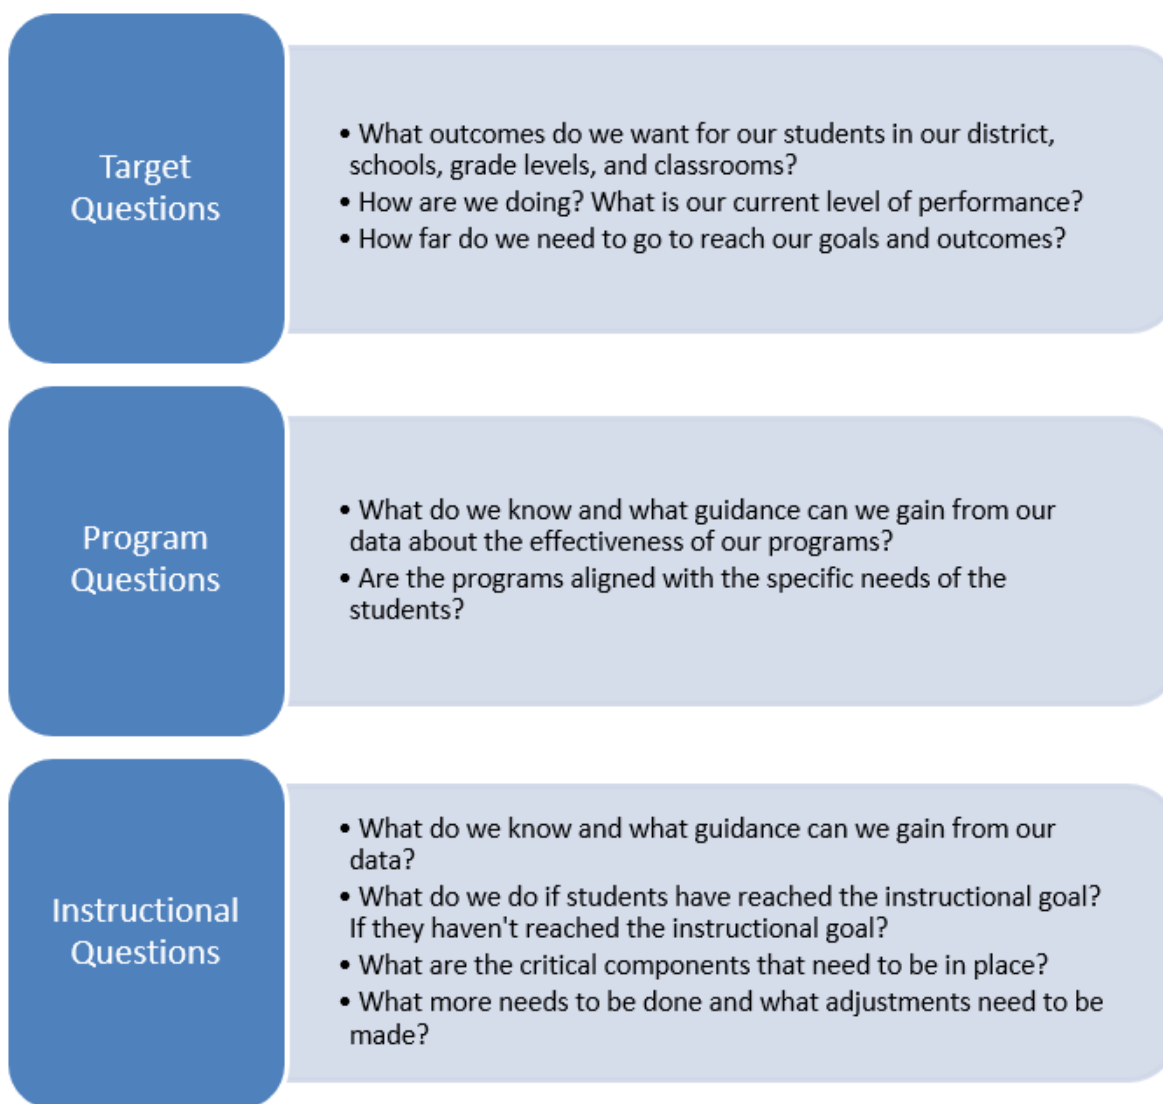 Target
Questions
• What outcomes do we want for our students in our district,
schools, grade levels, and classrooms?
• How are we doing? What is our current level of performance?
• How far do we need to go to reach our goals and outcomes?
Program
Questions
• What do we know and what guidance can we gain from our
data about the effectiveness of our programs?
• Are the programs aligned with the specific needs of the
students?
Instructional
Questions
• What do we know and what guidance can we gain from our
data?
• What do we do if students have reached the instructional goal?
If they haven't reached the instructional goal?
• What are the critical components that need to be in place?
• What more needs to be done and what adjustments need to be
made?